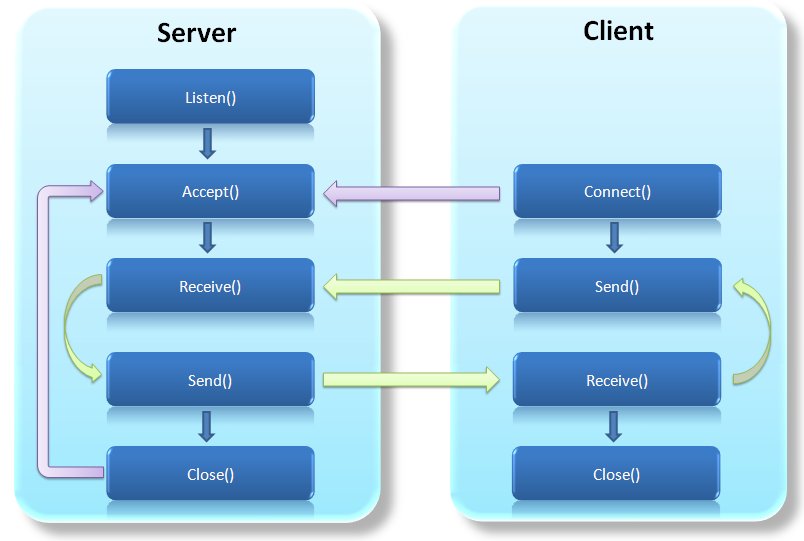 Server
Listen()
Accept()
Receive()
Send()
Close()
Client
Connect()
Send()
Receive()
Close()